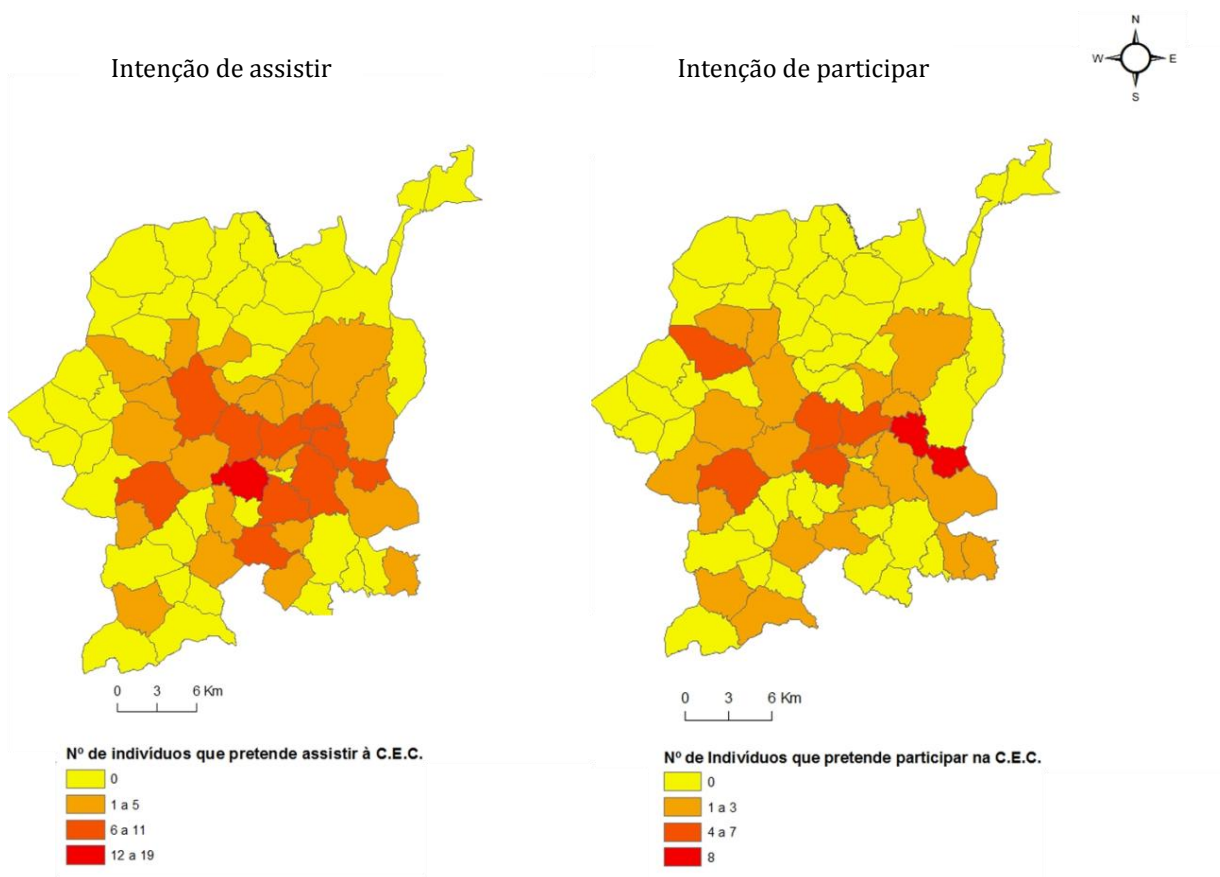 N
W E
S
Intenção de assistir
Intenção de participar
0 3 6 Km
Nº de indivíduos que pretende assistir à C.E.C.
0
1 a 5
6 a 11
12 a 19
0 3 6 Km
Nº de Indivíduos que pretende participar na C.E.C.
0
1 a 3
4 a 7
8